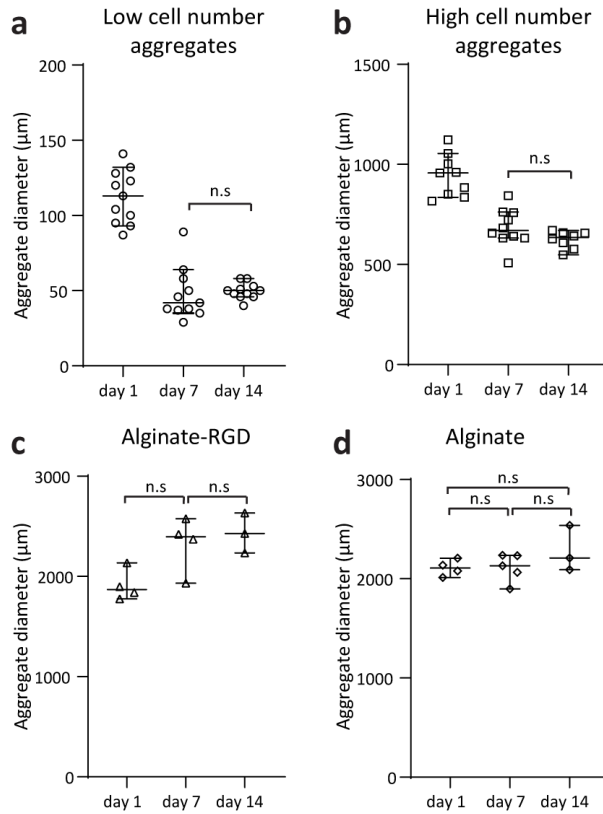 a
Low cell number
aggregates
Aggregate diameter (µm)
200
150
100
50
0
n.s
day 1 day 7 day 14
b
High cell number
aggregates
Aggregate diameter (µm)
1500
1000
500
0
n.s
day 1 day 7 day 14
c
Alginate-RGD
Aggregate diameter (µm)
3000
2000
1000
0
n.s n.s
day 1 day 7 day 14
d
Alginate
Aggregate diameter (µm)
3000
2000
1000
0
n.s
n.s n.s
day 1 day 7 day 14